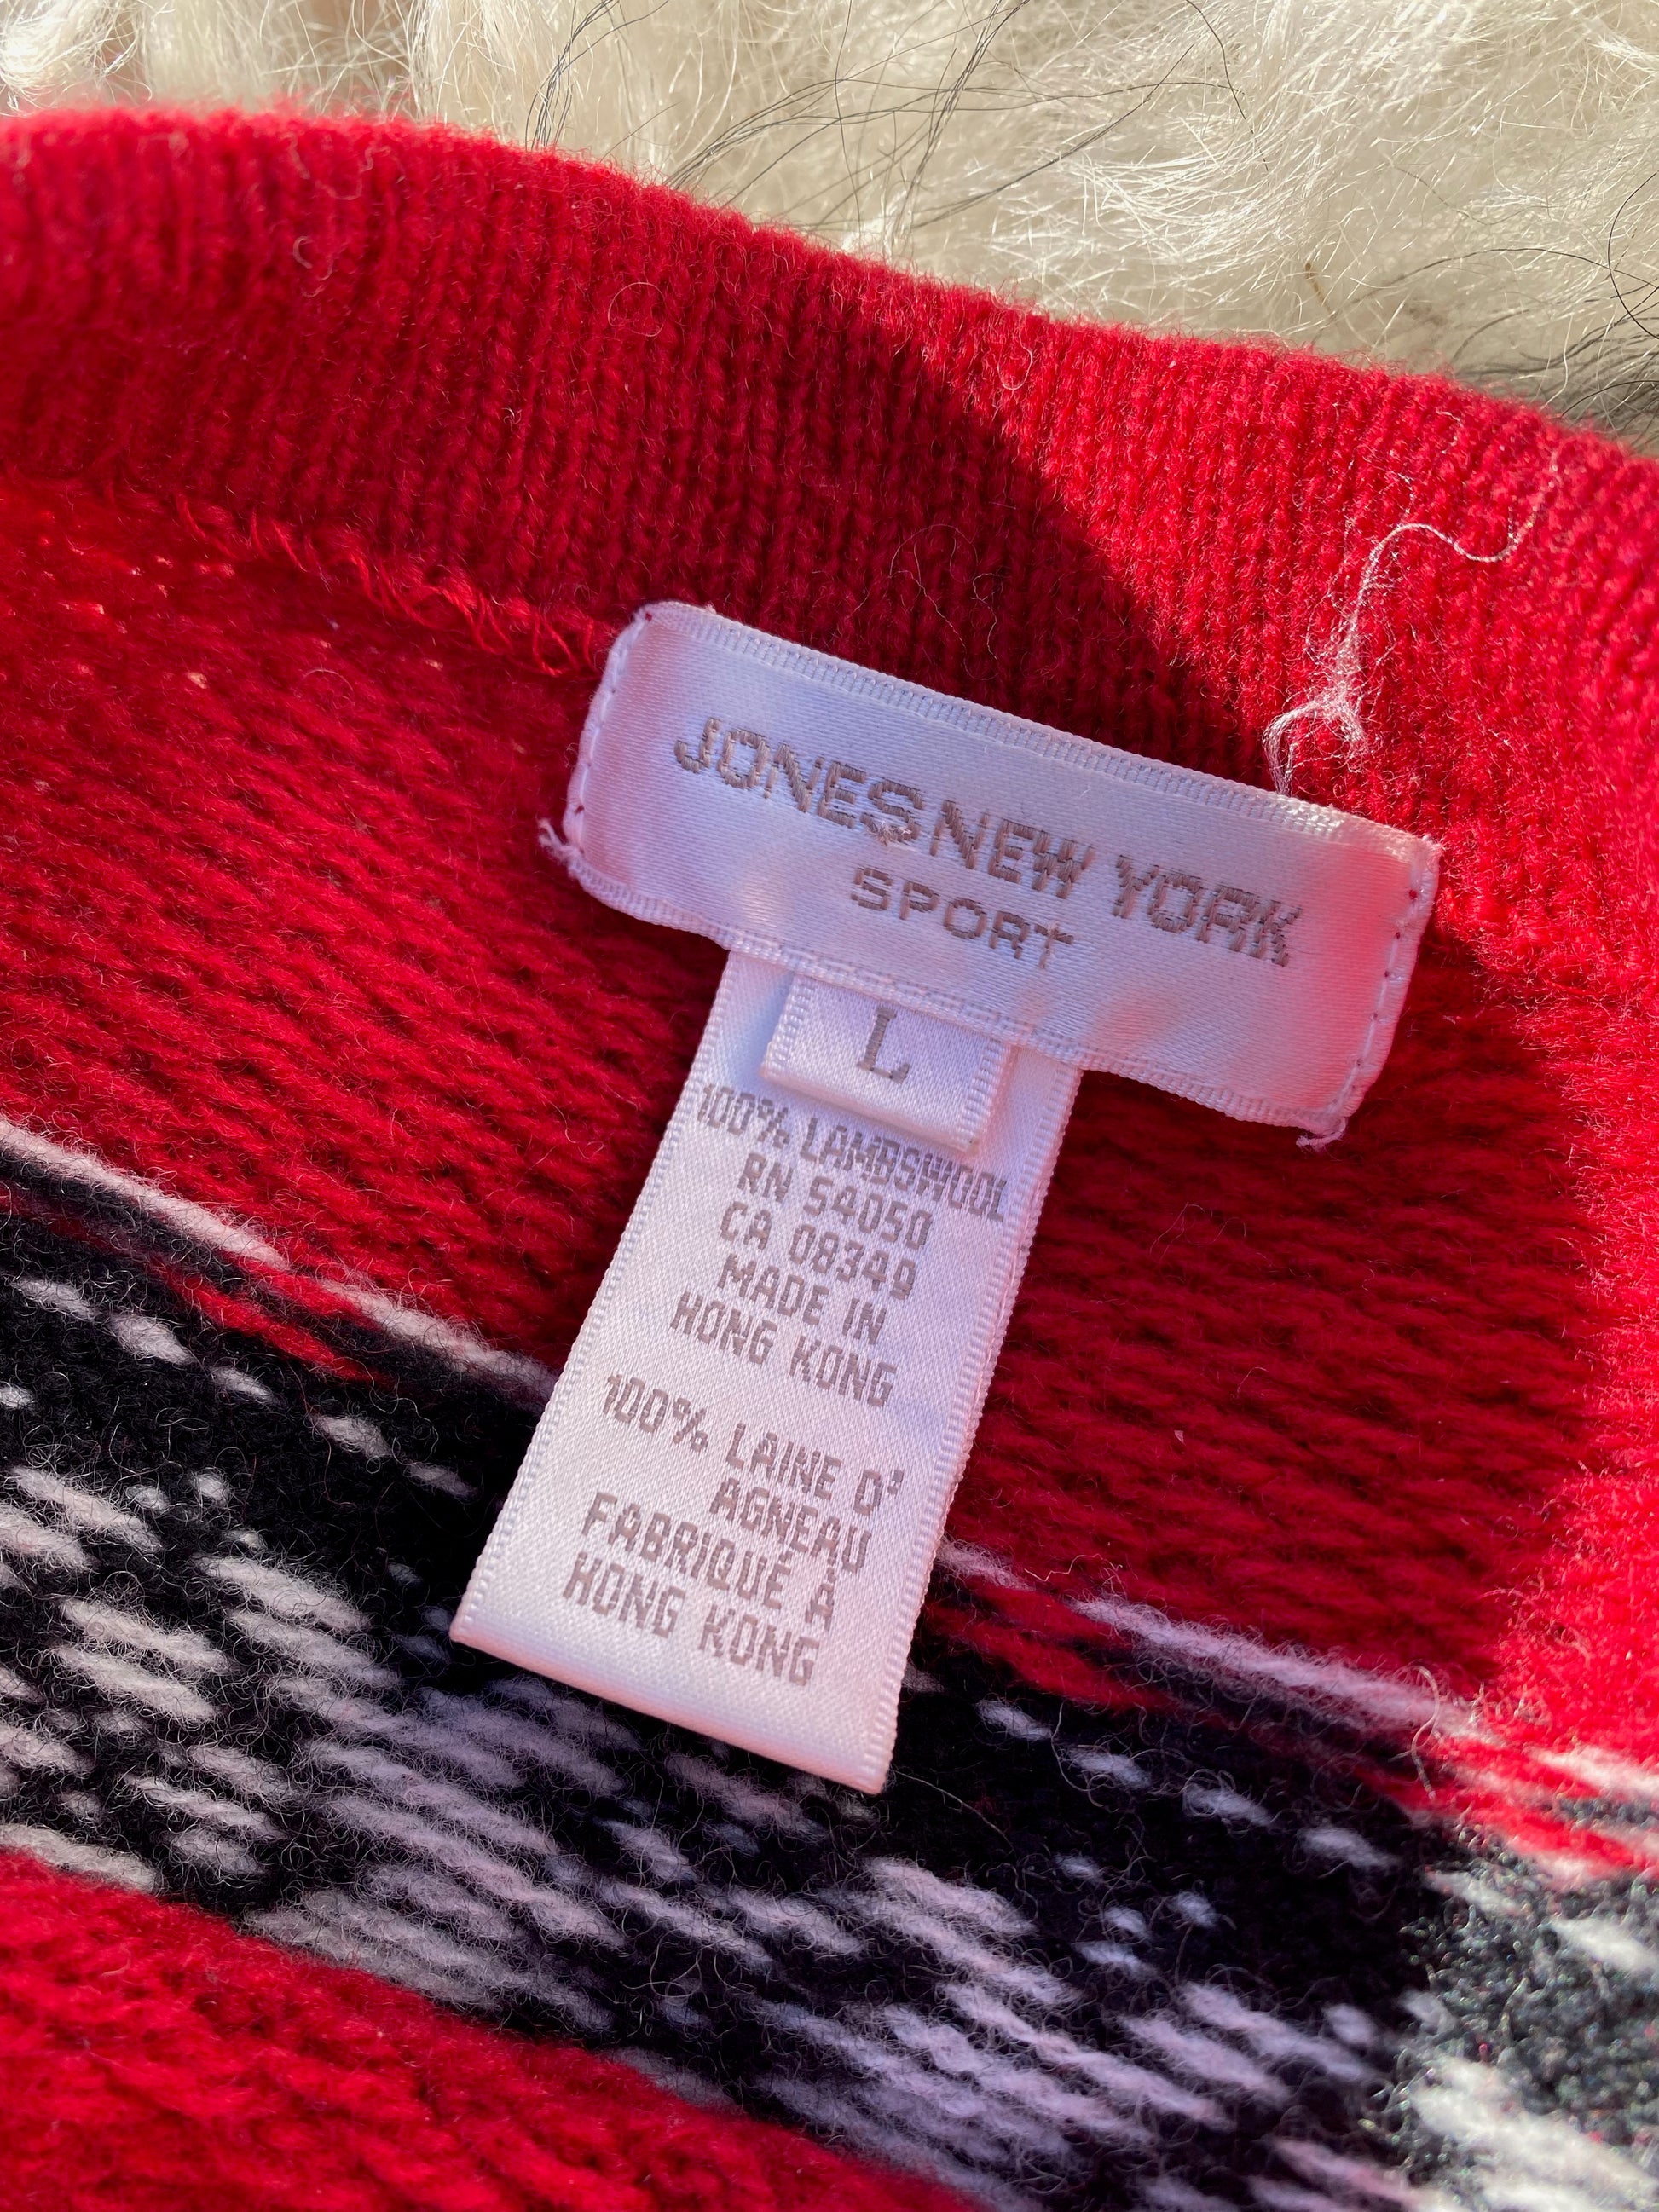 JONES NEW YORK
SPORT
L
100% LAMBSWOOL
RN 54050
CA 08349
MADE IN
HONG KONG
100% LAINE D'
AGNEAU
FABRIQUÉ À
HONG KONG